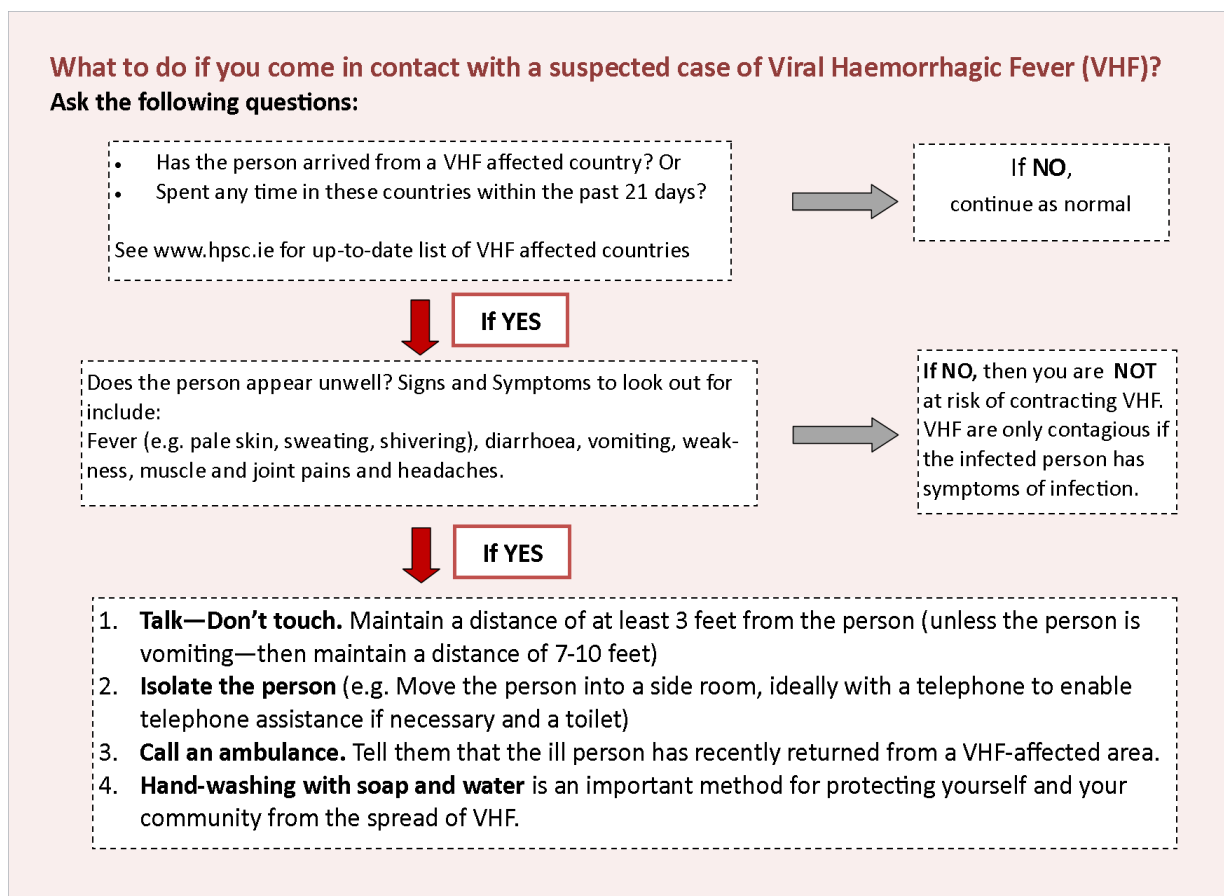 What to do if you come in contact with a suspected case of Viral Haemorrhagic Fever (VHF)?
Ask the following questions:
• Has the person arrived from a VHF affected country? Or
• Spent any time in these countries within the past 21 days?
See www.hpsc.ie for up-to-date list of VHF affected countries
If NO,
continue as normal
If YES
Does the person appear unwell? Signs and Symptoms to look out for
include:
Fever (e.g. pale skin, sweating, shivering), diarrhoea, vomiting, weak-
ness, muscle and joint pains and headaches.
If NO, then you are NOT
at risk of contracting VHF.
VHF are only contagious if
the infected person has
symptoms of infection.
If YES
1. Talk—Don't touch. Maintain a distance of at least 3 feet from the person (unless the person is
vomiting—then maintain a distance of 7-10 feet)
2. Isolate the person (e.g. Move the person into a side room, ideally with a telephone to enable
telephone assistance if necessary and a toilet)
3. Call an ambulance. Tell them that the ill person has recently returned from a VHF-affected area.
4. Hand-washing with soap and water is an important method for protecting yourself and your
community from the spread of VHF.